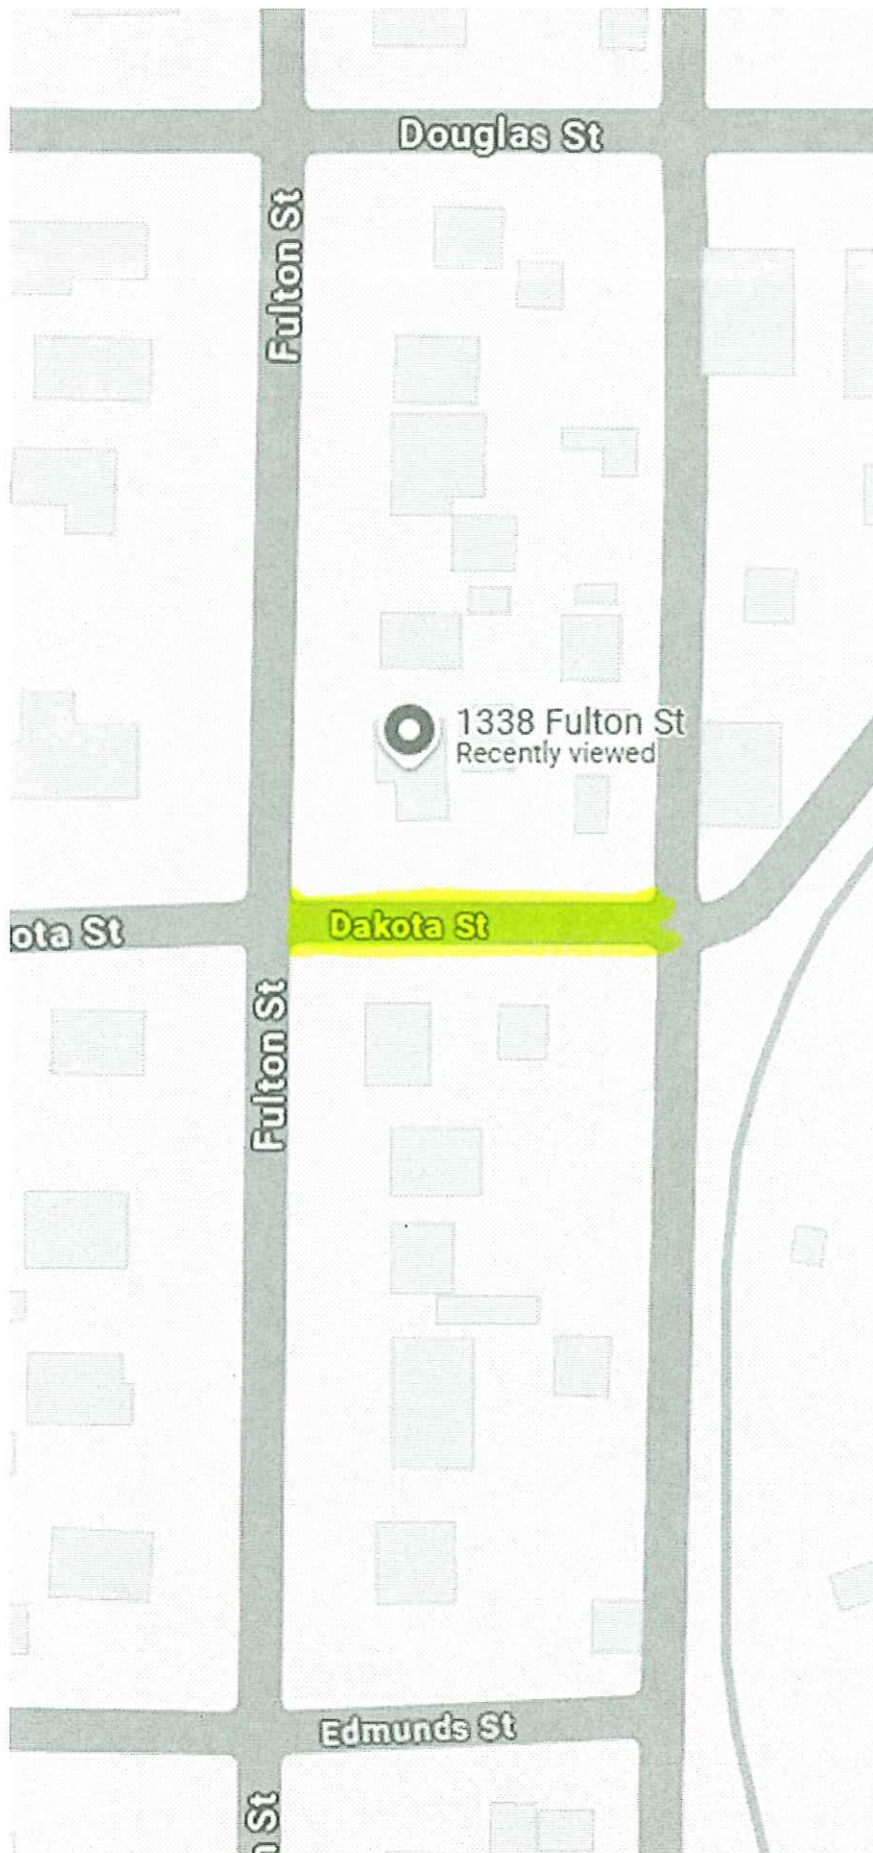 Douglas St
Fulton St
1338 Fulton St
Recently viewed
ota St
Dakota St
Fulton St
Edmunds St
n St